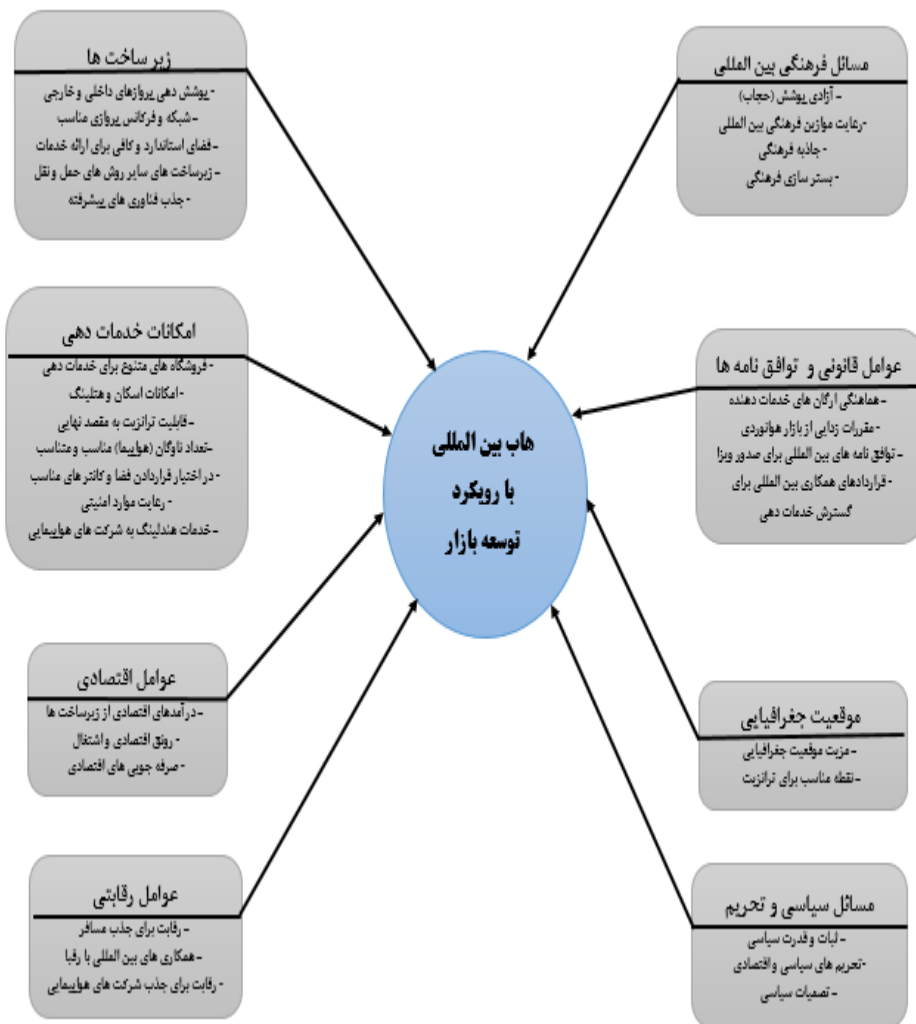 زیر ساخت ها
- پوشش دهی پروازهای داخلی و خارجی
- شبکه و فرکانس پروازی مناسب
- فضای استاندارد و کافی برای ارائه خدمات
- زیرساخت های سایر روش های حمل و نقل
- جذب فناوری های پیشرفته
مسائل فرهنگی بین المللی
- آزادی پوشش (حجاب)
- رعایت موازین فرهنگی بین المللی
- جاذبه فرهنگی
- بستر سازی فرهنگی
امکانات خدمات دهی
- فروشگاه های متنوع برای خدمات دهی
- امکانات اسکان و هتلینگ
- قابلیت ترانزیت به مقصد نهایی
- تعداد ناوگان (هواپیما) مناسب و متناسب
- در اختیار قراردادن فضا و کانتر های مناسب
- رعایت موارد امنیتی
- خدمات هندلینگ به شرکت های هواپیمایی
عوامل قانونی و توافق نامه ها
- هماهنگی ارگان های خدمات دهنده
- مقررات زدایی از بازار هوانوردی
- توافق نامه های بین المللی برای صدور ویزا
- قراردادهای همکاری بین المللی برای
گسترش خدمات دهی
هاب بین المللی
با رویکرد
توسعه بازار
عوامل اقتصادی
- درآمدهای اقتصادی از زیرساخت ها
- رونق اقتصادی و اشتغال
- صرفه جویی های اقتصادی
موقعیت جغرافیایی
- مزیت موقعیت جغرافیایی
- نقطه مناسب برای ترانزیت
عوامل رقابتی
- رقابت برای جذب مسافر
- همکاری های بین المللی با رقبا
- رقابت برای جذب شرکت های هواپیمایی
مسائل سیاسی و تحریم
- ثبات و قدرت سیاسی
- تحریم های سیاسی و اقتصادی
- تصمیات سیاسی